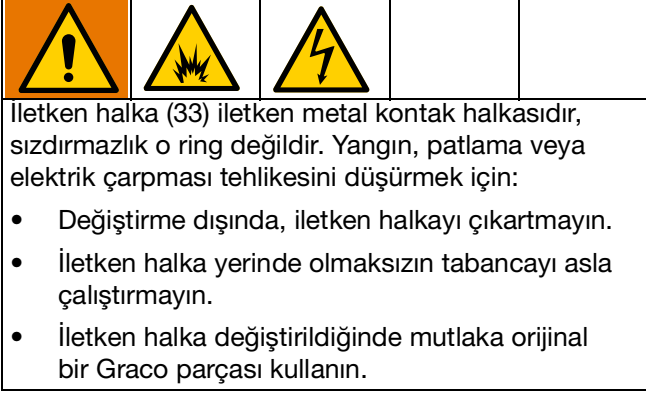 İletken halka (33) iletken metal kontak halkasıdır,
sızdırmazlık o ring değildir. Yangın, patlama veya
elektrik çarpması tehlikesini düşürmek için:
• Değiştirme dışında, iletken halkayı çıkartmayın.
• İletken halka yerinde olmaksızın tabancayı asla
çalıştırmayın.
• İletken halka değiştirildiğinde mutlaka orijinal
bir Graco parçası kullanın.